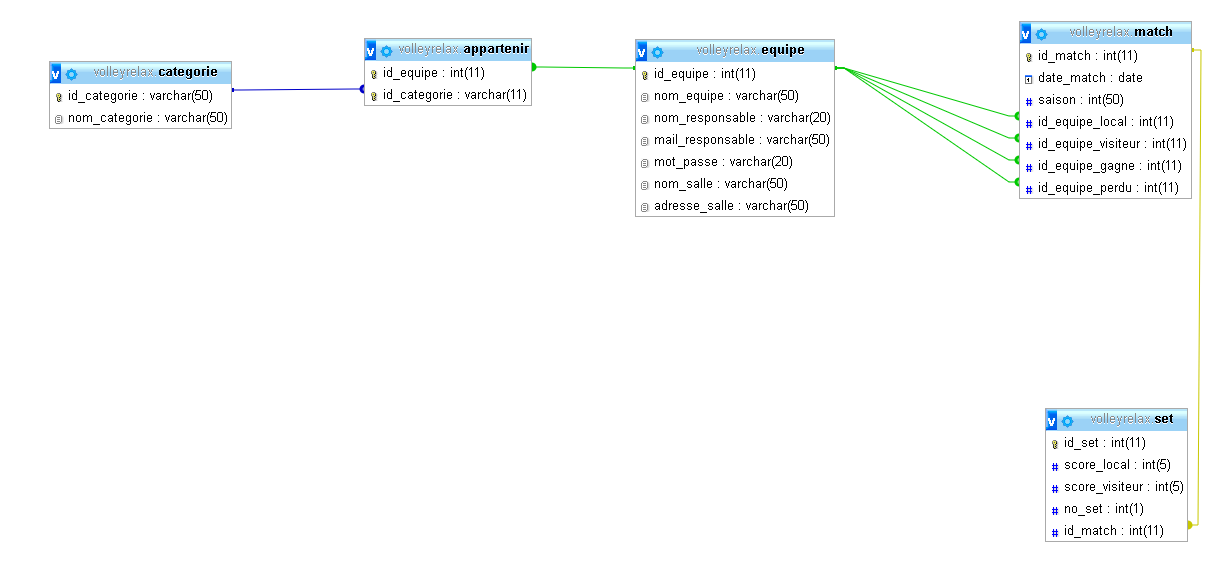 v volleyrelax.categorie
id_categorie : varchar(50)
nom_categorie : varchar(50)
v volleyrelax.appartenir
id_equipe : int(11)
id_categorie : varchar(11)
v volleyrelax.equipe
id_equipe : int(11)
nom_equipe : varchar(50)
nom_responsable : varchar(20)
mail_responsable : varchar(50)
mot_passe : varchar(20)
nom_salle : varchar(50)
adresse_salle : varchar(50)
v volleyrelax.match
id_match : int(11)
date_match : date
# saison : int(50)
# id_equipe_local : int(11)
# id_equipe_visiteur : int(11)
# id_equipe_gagne : int(11)
# id_equipe_perdu : int(11)
v volleyrelax.set
id_set : int(11)
# score_local : int(5)
# score_visiteur : int(5)
# no_set : int(1)
# id_match : int(11)